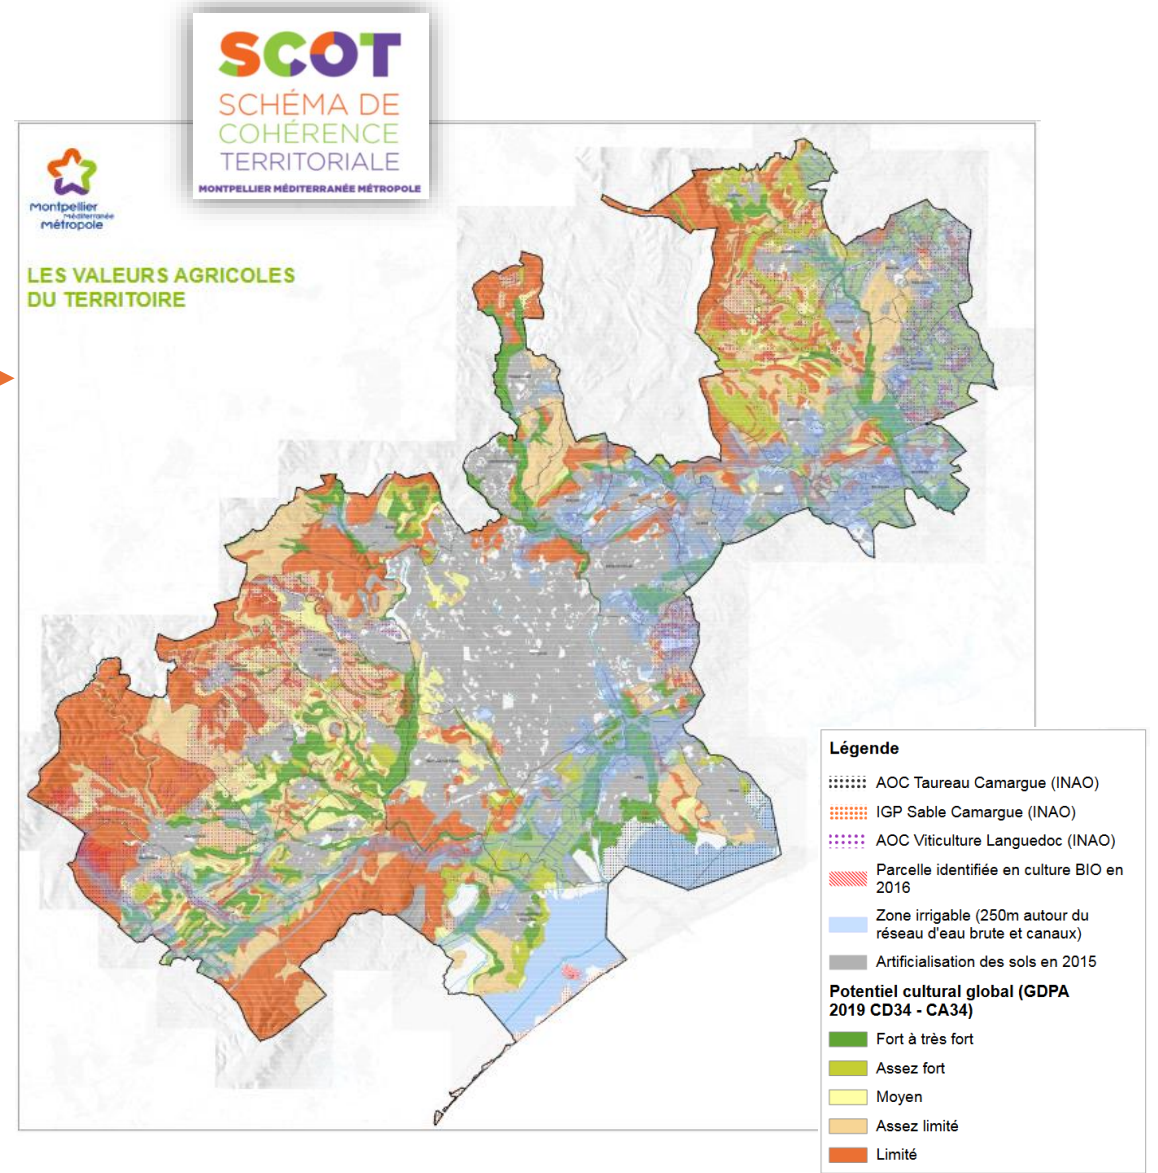 SCOT
SCHÉMA DE
COHÉRENCE
TERRITORIALE
MONTPELLIER MÉDITERRANÉE MÉTROPOLE
montpellier
méditerranée
métropole
LES VALEURS AGRICOLES
DU TERRITOIRE
Légende
AOC Taureau Camargue (INAO)
IGP Sable Camargue (INAO)
AOC Viticulture Languedoc (INAO)
Parcelle identifiée en culture BIO en
2016
Zone irrigable (250m autour du
réseau d'eau brute et canaux)
Artificialisation des sols en 2015
Potentiel cultural global (GDPA
2019 CD34 - CA34)
Fort à très fort
Assez fort
Moyen
Assez limité
Limité